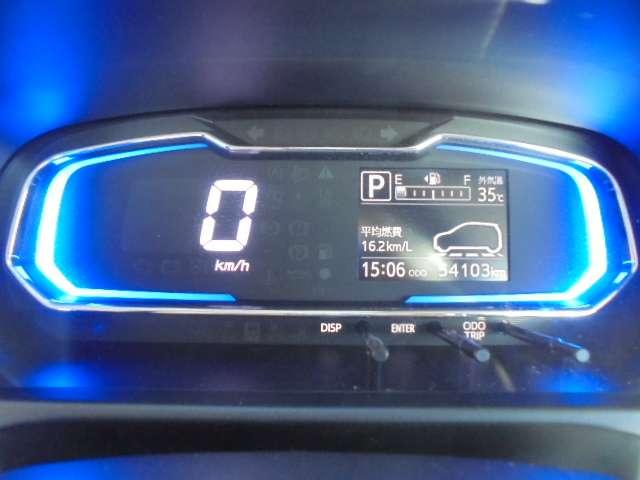 0
km/h
P E F 外気温
35℃
平均燃費
16.2km/L
15:06 ODO 54103km
DISP ENTER ODO
TRIP